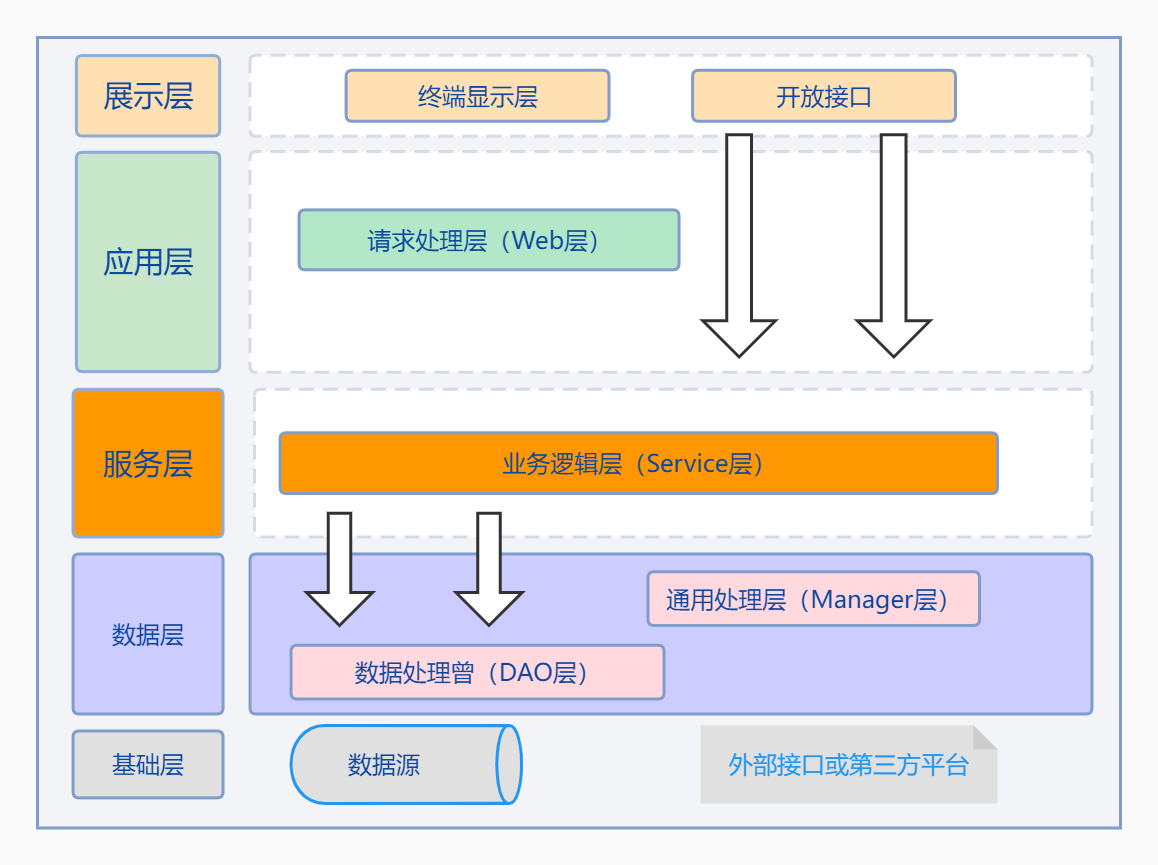 展示层
终端显示层
开放接口
应用层
请求处理层（Web层）
服务层
业务逻辑层（Service层）
数据层
通用处理层（Manager层）
数据处理曾（DAO层）
基础层
数据源
外部接口或第三方平台